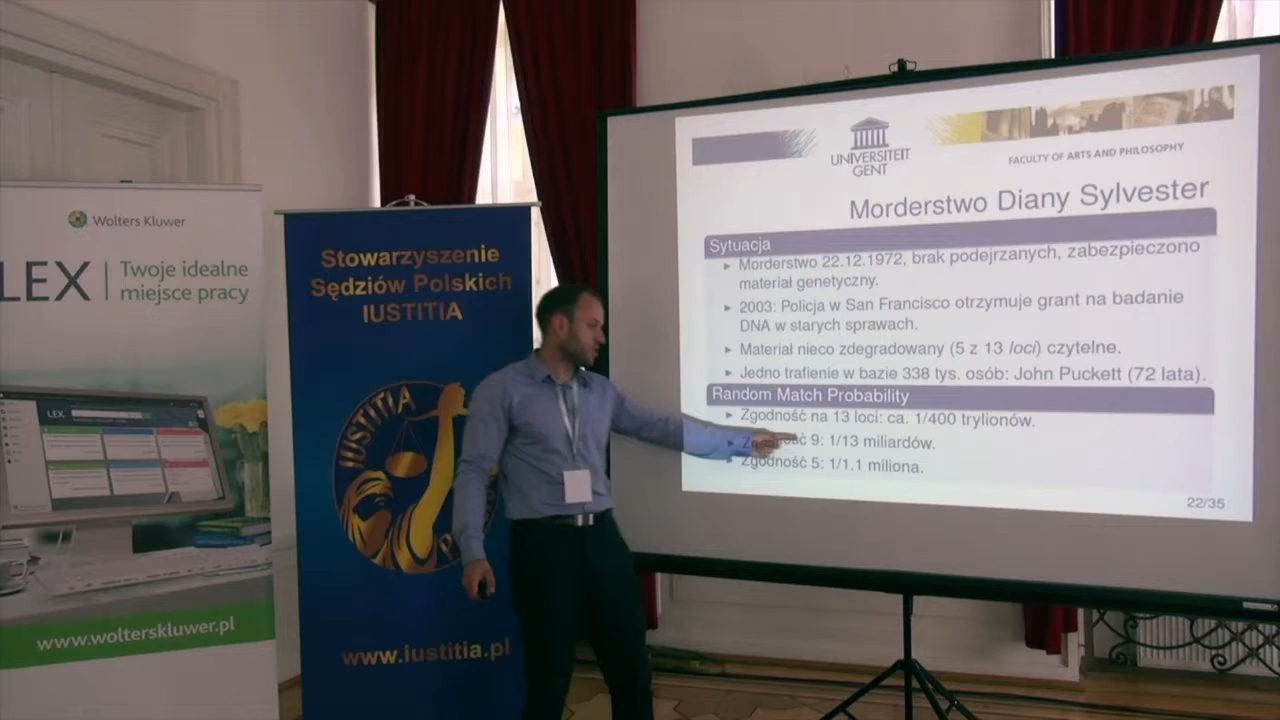 Wolters Kluwer
LEX
Twoje idealne
miejsce pracy
LEX
www.wolterskluwer.pl
Stowarzyszenie
Sędziów Polskich
IUSTITIA
IUSTITIA
www.iustitia.pl
UNIVERSITEIT
GENT
FACULTY OF ARTS AND PHILOSOPHY
Morderstwo Diany Sylvester
Sytuacja
Morderstwo 22.12.1972, brak podejrzanych, zabezpieczono
materiał genetyczny.
2003: Policja w San Francisco otrzymuje grant na badanie
DNA w starych sprawach.
Materiał nieco zdegradowany (5 z 13 loci) czytelne.
Jedno trafienie w bazie 338 tys. osób: John Puckett (72 lata).
Random Match Probability
Zgodność na 13 loci: ca. 1/400 trylionów.
Zgodność 9: 1/13 miliardów.
Zgodność 5: 1/1.1 miliona.
22/35